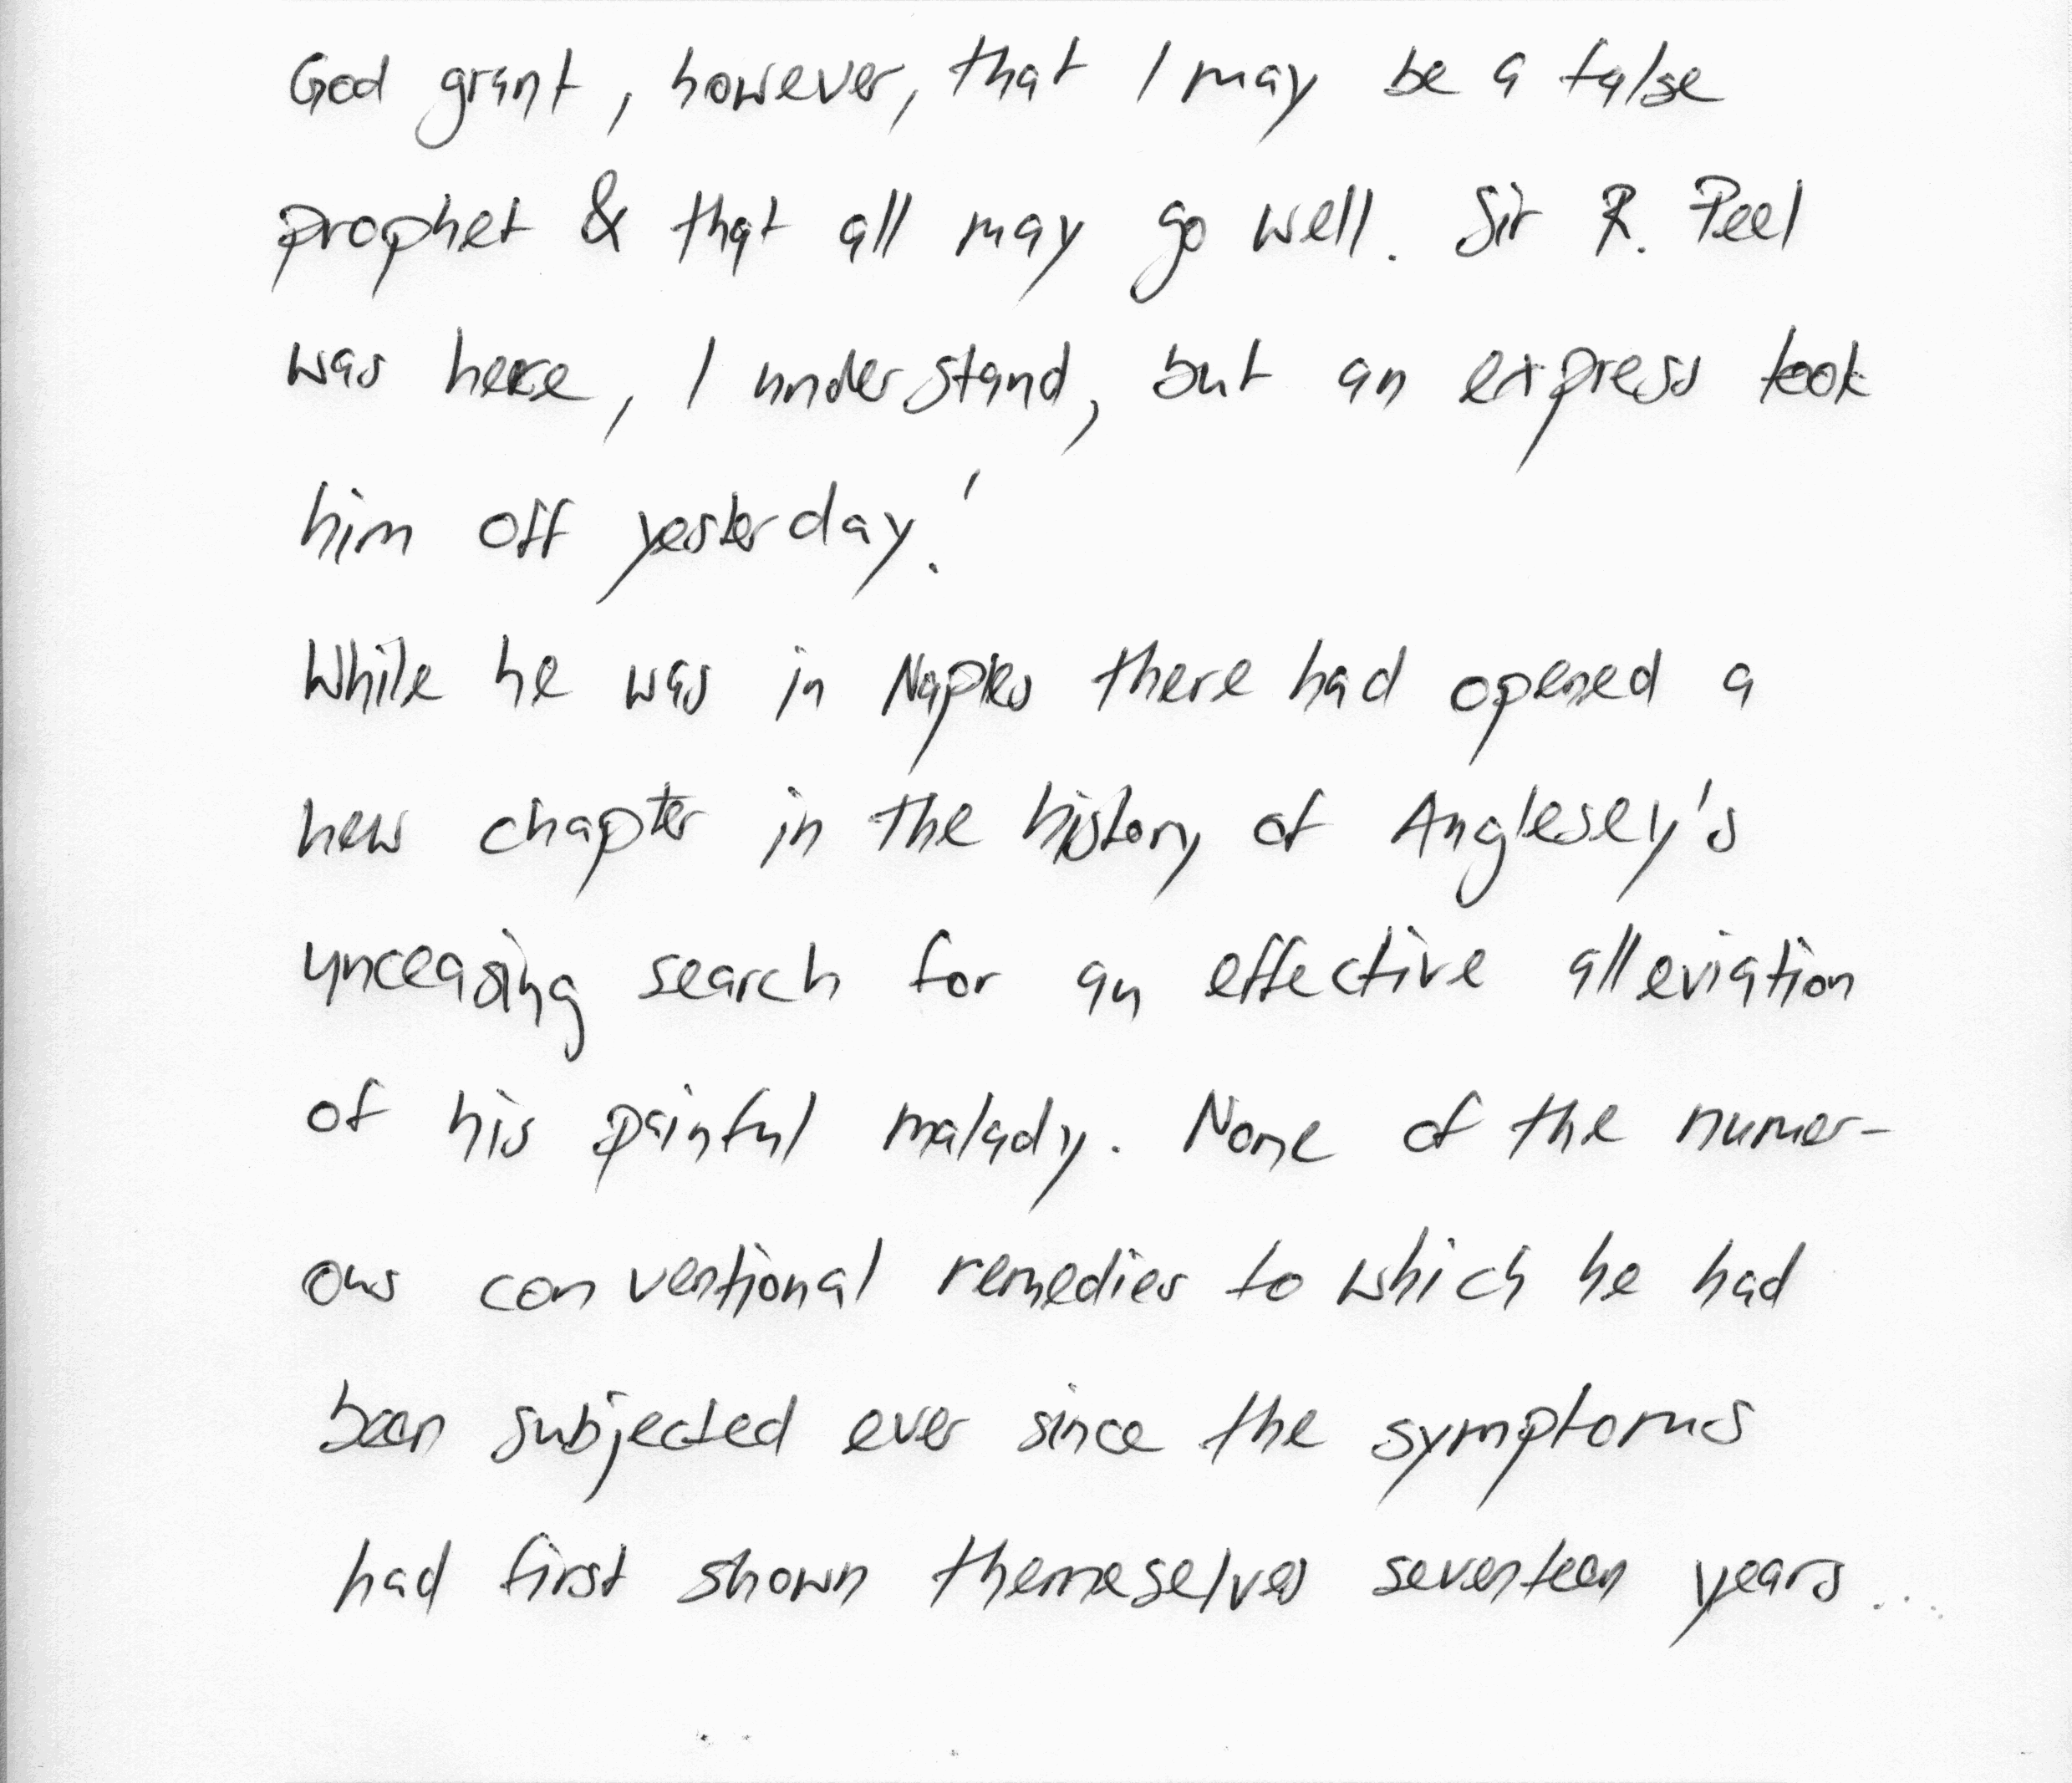 God grant, however, that I may be a false
prophet & that all may go well. Sir R. Peel
was here, I understand, but an express took
him off yesterday.'
While he was in Naples there had opened a
new chapter in the history of Anglesey's
unceasing search for an effective alleviation
of his painful malady. None of the numer-
ous conventional remedies to which he had
been subjected ever since the symptoms
had first shown themeselves seventeen years ...